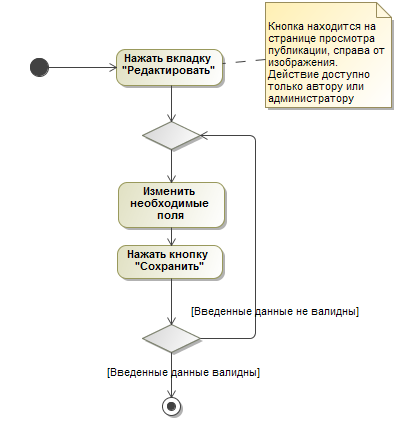 Нажать вкладку
"Редактировать"
Кнопка находится на
странице просмотра
публикации, справа от
изображения.
Действие доступно
только автору или
администратору
Изменить
необходимые
поля
Нажать кнопку
"Сохранить"
[Введенные данные не валидны]
[Введенные данные валидны]